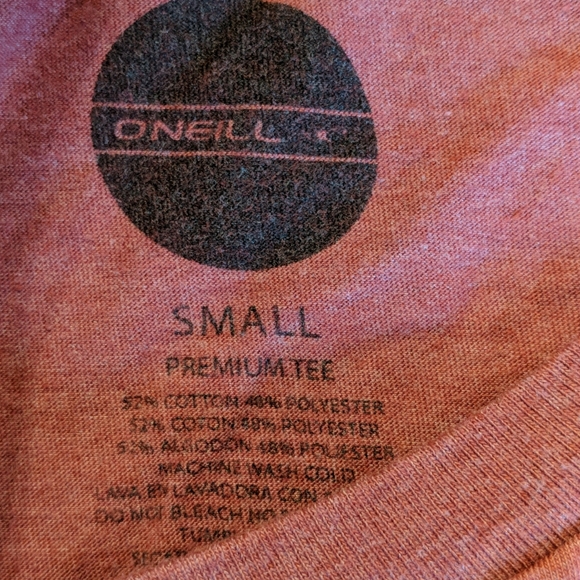 ONEILL
SMALL
PREMIUM TEE
52% COTTON 48% POLYESTER
52% COTON 48% POLYESTER
52% ALGODON 48% POLIESTER
MACHINE WASH COLD
LAVA EN LAVADORA CON
DO NOT BLEACH NO